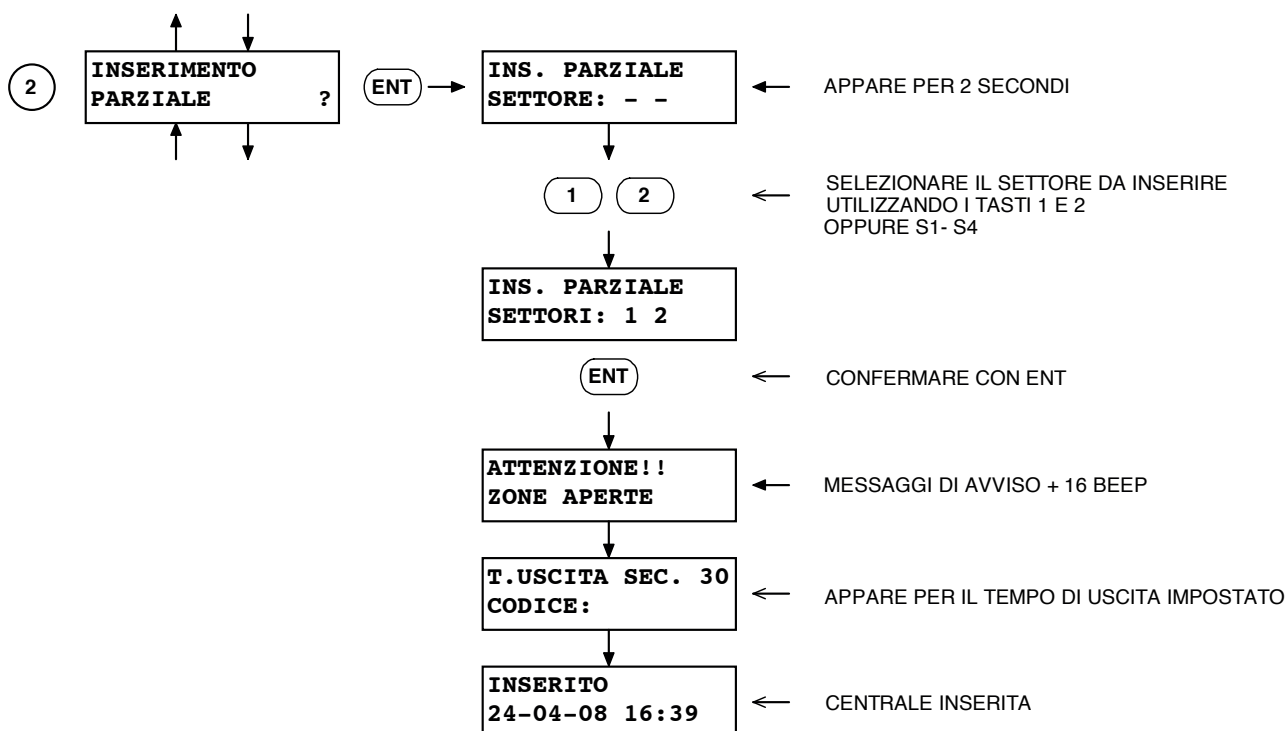 2
INSERIMENTO
PARZIALE ?
ENT
INS. PARZIALE
SETTORE: - -
APPARE PER 2 SECONDI
1 2
SELEZIONARE IL SETTORE DA INSERIRE
UTILIZZANDO I TASTI 1 E 2
OPPURE S1- S4
INS. PARZIALE
SETTORI: 1 2
ENT
CONFERMARE CON ENT
ATTENZIONE!!
ZONE APERTE
MESSAGGI DI AVVISO + 16 BEEP
T.USCITA SEC. 30
CODICE:
APPARE PER IL TEMPO DI USCITA IMPOSTATO
INSERITO
24-04-08 16:39
CENTRALE INSERITA